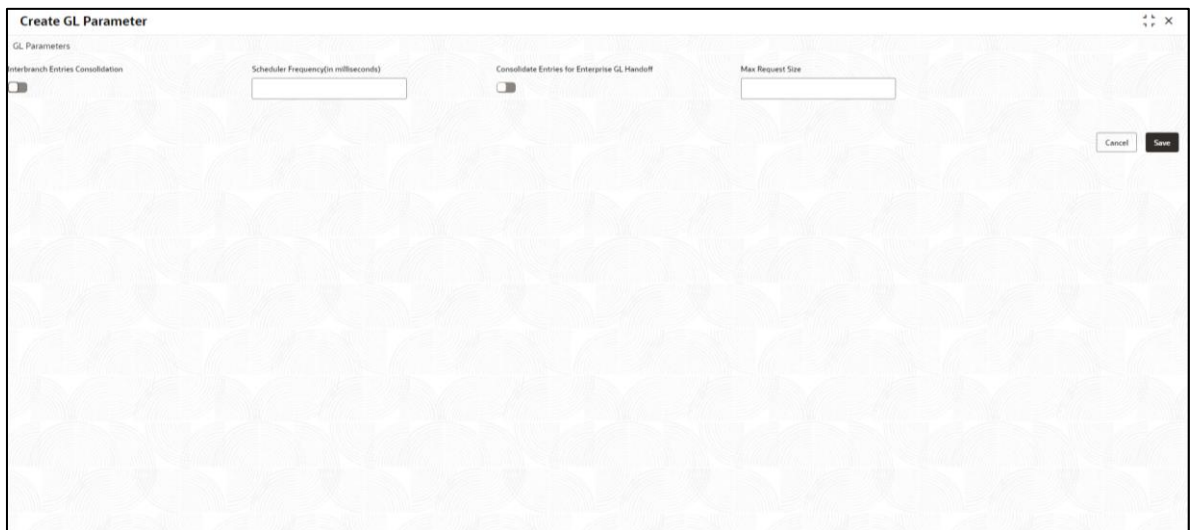 Create GL Parameter
GL Parameters
Interbranch Entries Consolidation
Scheduler Frequency(in milliseconds)
Consolidate Entries for Enterprise GL Handoff
Max Request Size
Cancel
Save